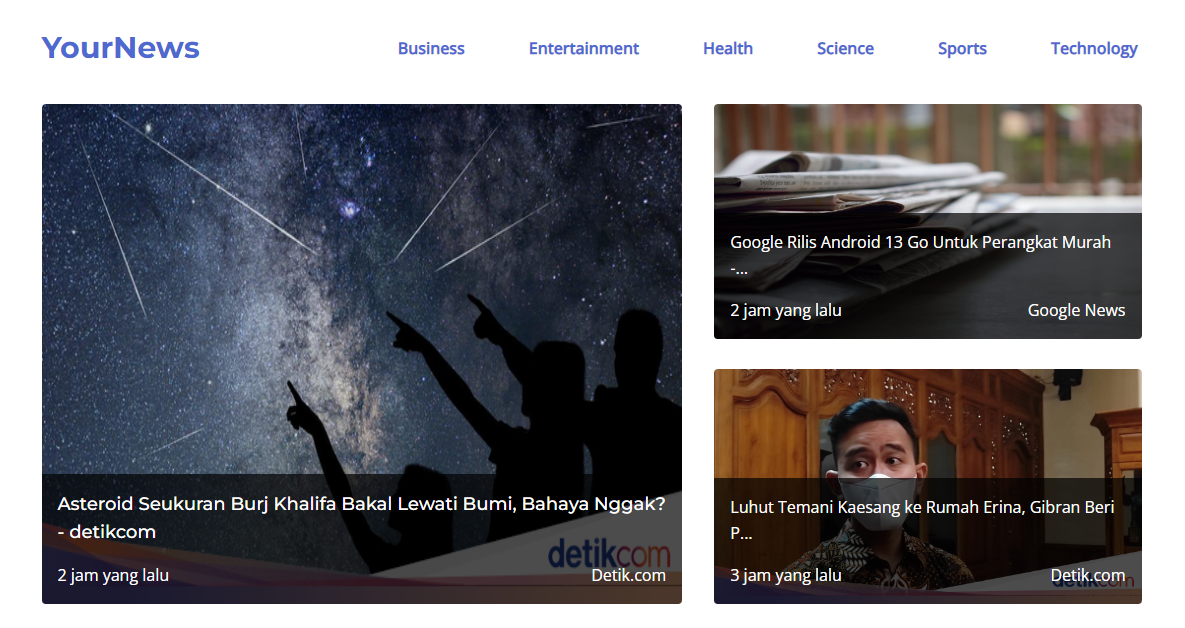 YourNews
Business Entertainment Health Science Sports Technology
Asteroid Seukuran Burj Khalifa Bakal Lewati Bumi, Bahaya Nggak?
- detikcom
2 jam yang lalu Detik.com
detikcom
Google Rilis Android 13 Go Untuk Perangkat Murah
-...
2 jam yang lalu Google News
Luhut Temani Kaesang ke Rumah Erina, Gibran Beri
P...
3 jam yang lalu Detik.com
detikcom